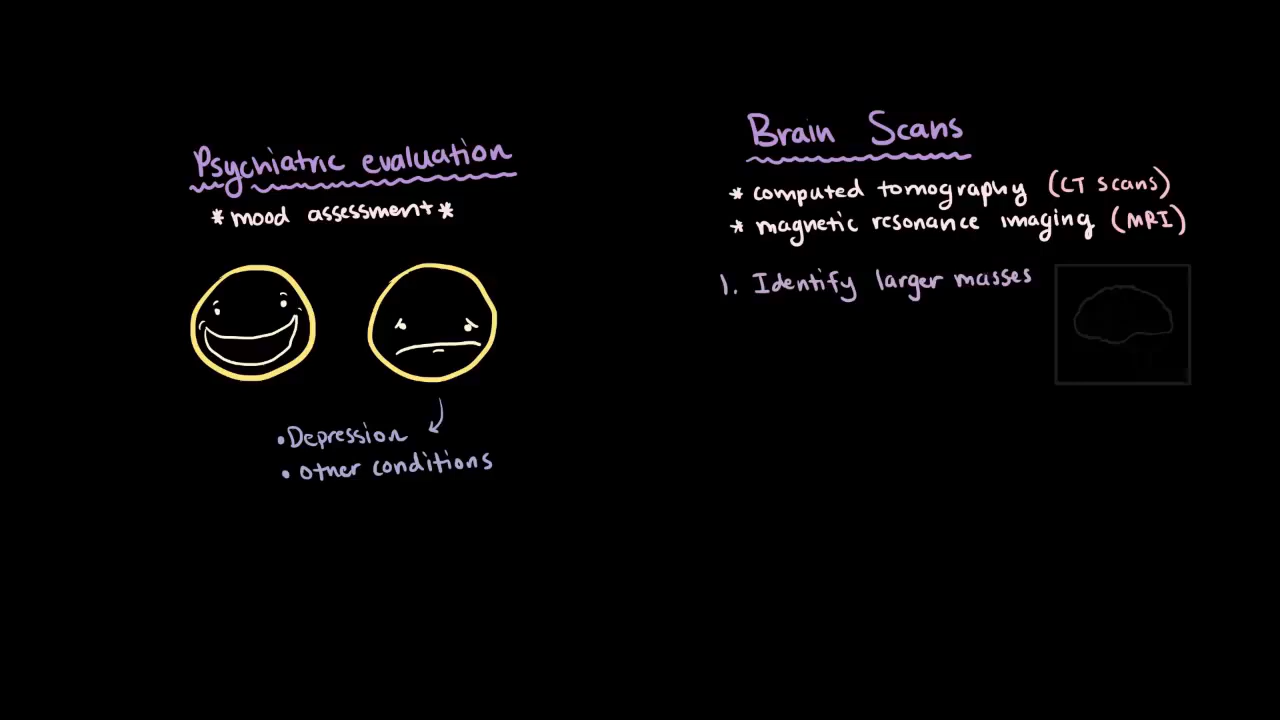 Psychiatric evaluation
*mood assessment*
•Depression
•other conditions
Brain Scans
* computed tomography (CT scans)
* magnetic resonance imaging (MRI)
1. Identify larger masses